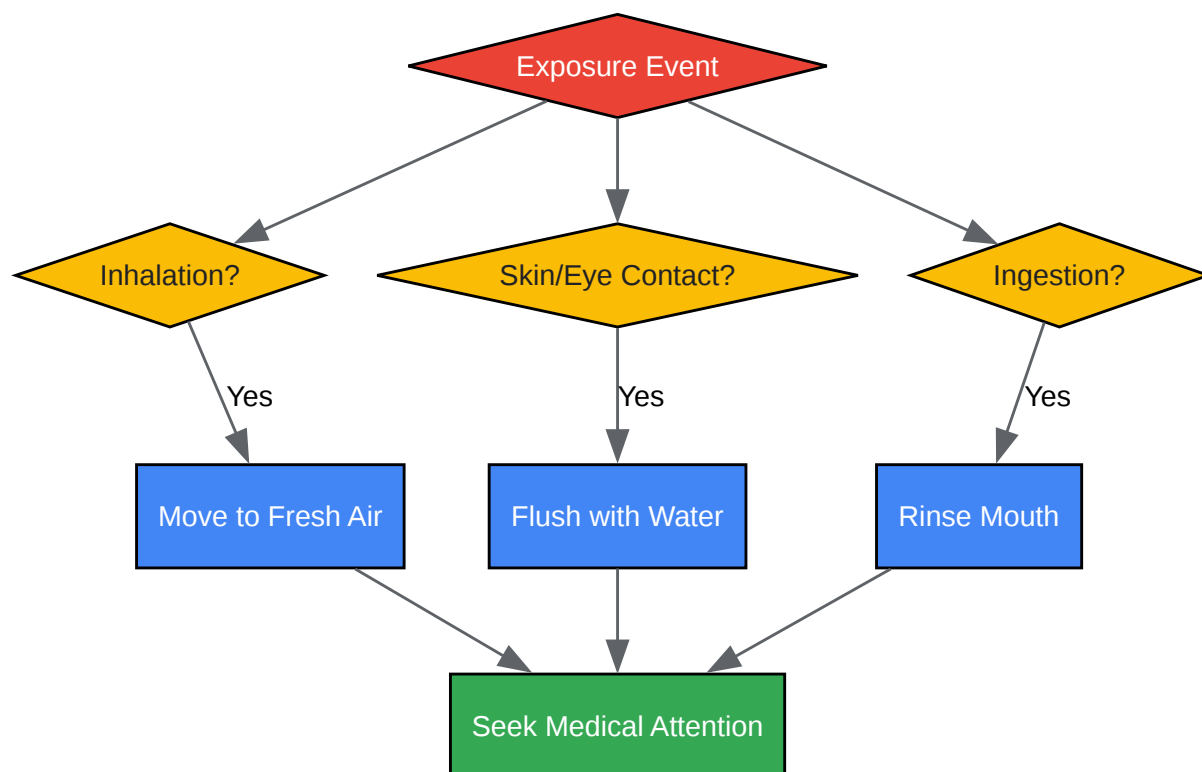 Exposure Event
Inhalation?
Skin/Eye Contact?
Ingestion?
Yes
Yes
Yes
Move to Fresh Air
Flush with Water
Rinse Mouth
Seek Medical Attention